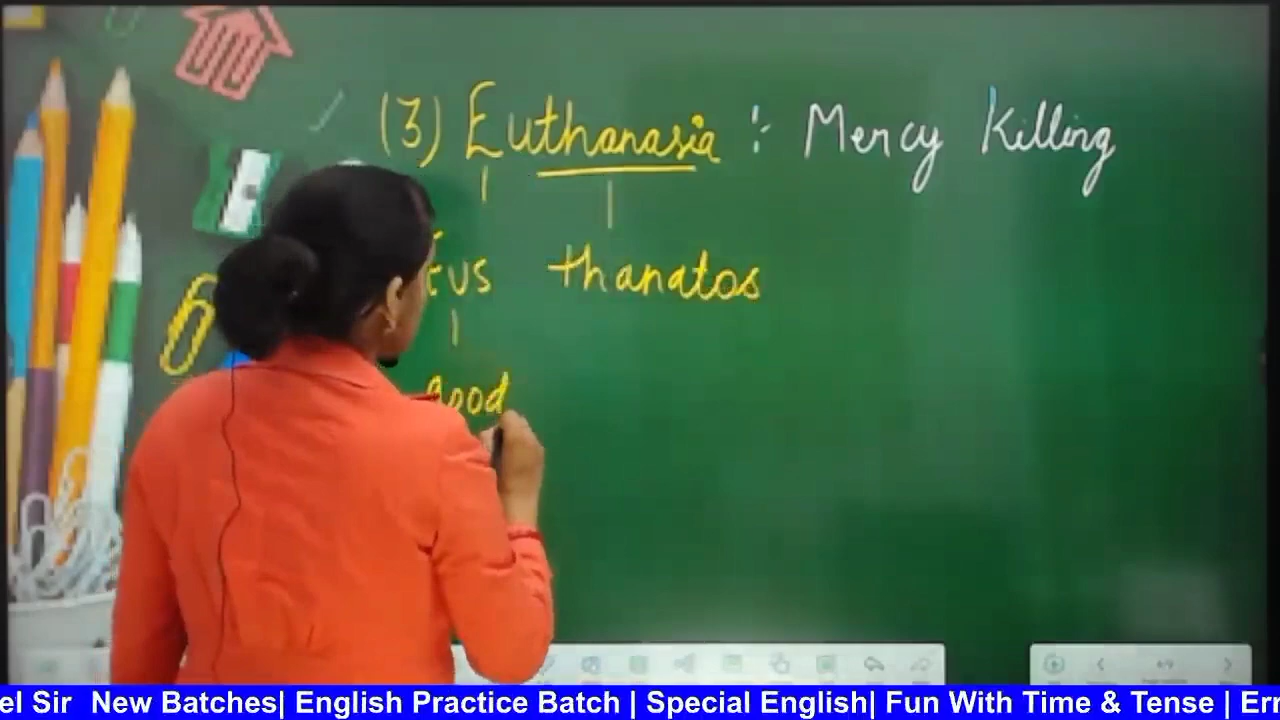 (3) Euthanasia : Mercy Killing
Eus thanatos
good
el Sir New Batches| English Practice Batch | Special English| Fun With Time & Tense | Err